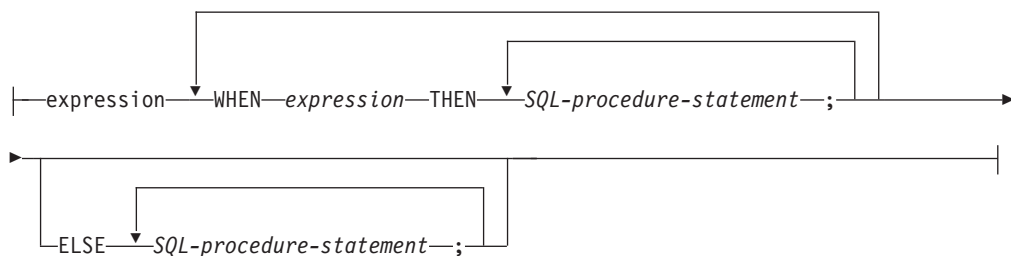 expression WHEN expression THEN SQL-procedure-statement ;
ELSE SQL-procedure-statement ;